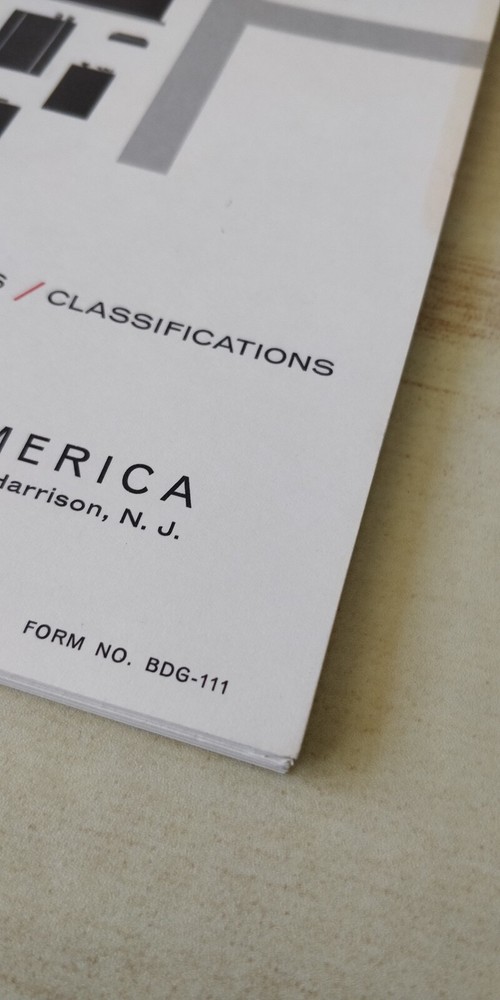 S / CLASSIFICATIONS
MERICA
Harrison, N. J.
FORM NO. BDG-111